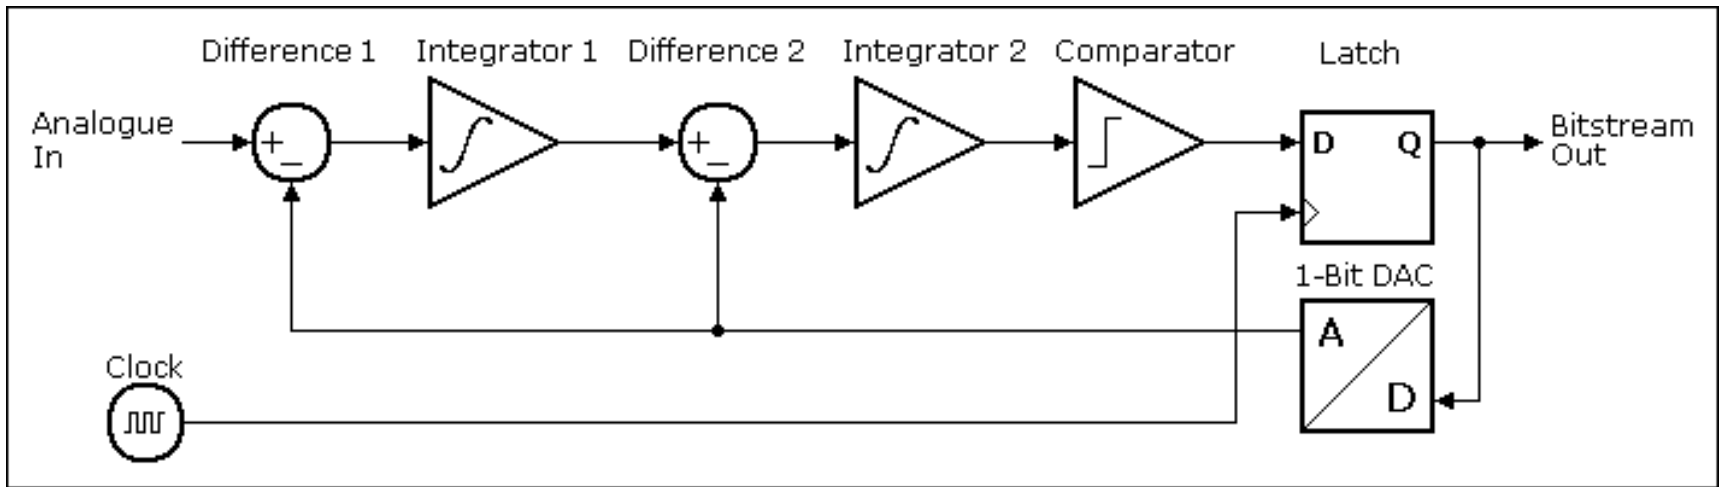 Difference 1
Integrator 1
Difference 2
Integrator 2
Comparator
Latch
Analogue
In
+
−
+
−
D
Q
Bitstream
Out
1-Bit DAC
A
D
Clock